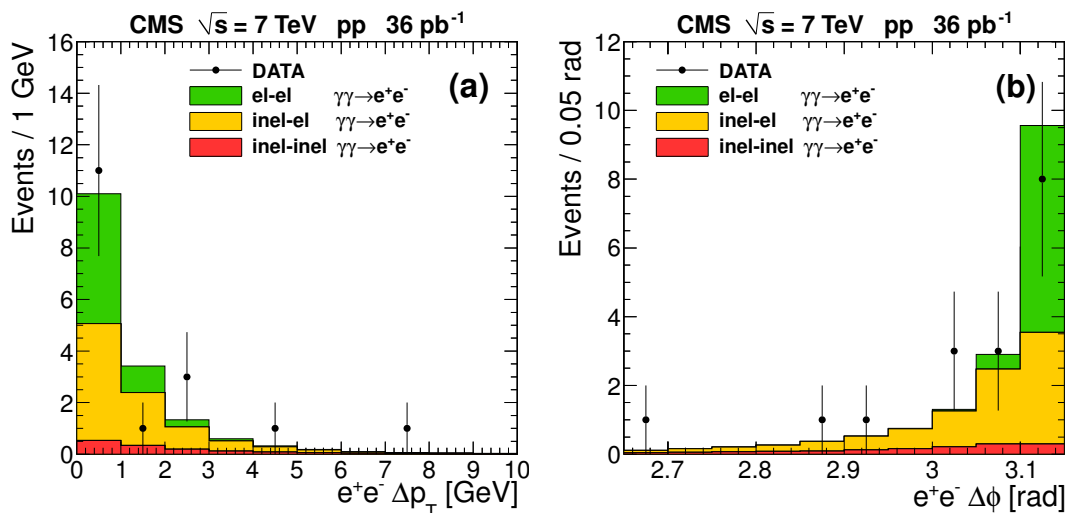 CMS √s = 7 TeV pp 36 pb⁻¹
Events / 1 GeV
16
14
12
10
8
6
4
2
0
(a)
DATA
el-el γγ→e⁺e⁻
inel-el γγ→e⁺e⁻
inel-inel γγ→e⁺e⁻
0 1 2 3 4 5 6 7 8 9 10
e⁺e⁻ Δp_T [GeV]
CMS √s = 7 TeV pp 36 pb⁻¹
Events / 0.05 rad
12
10
8
6
4
2
0
(b)
DATA
el-el γγ→e⁺e⁻
inel-el γγ→e⁺e⁻
inel-inel γγ→e⁺e⁻
2.7 2.8 2.9 3 3.1
e⁺e⁻ Δϕ [rad]